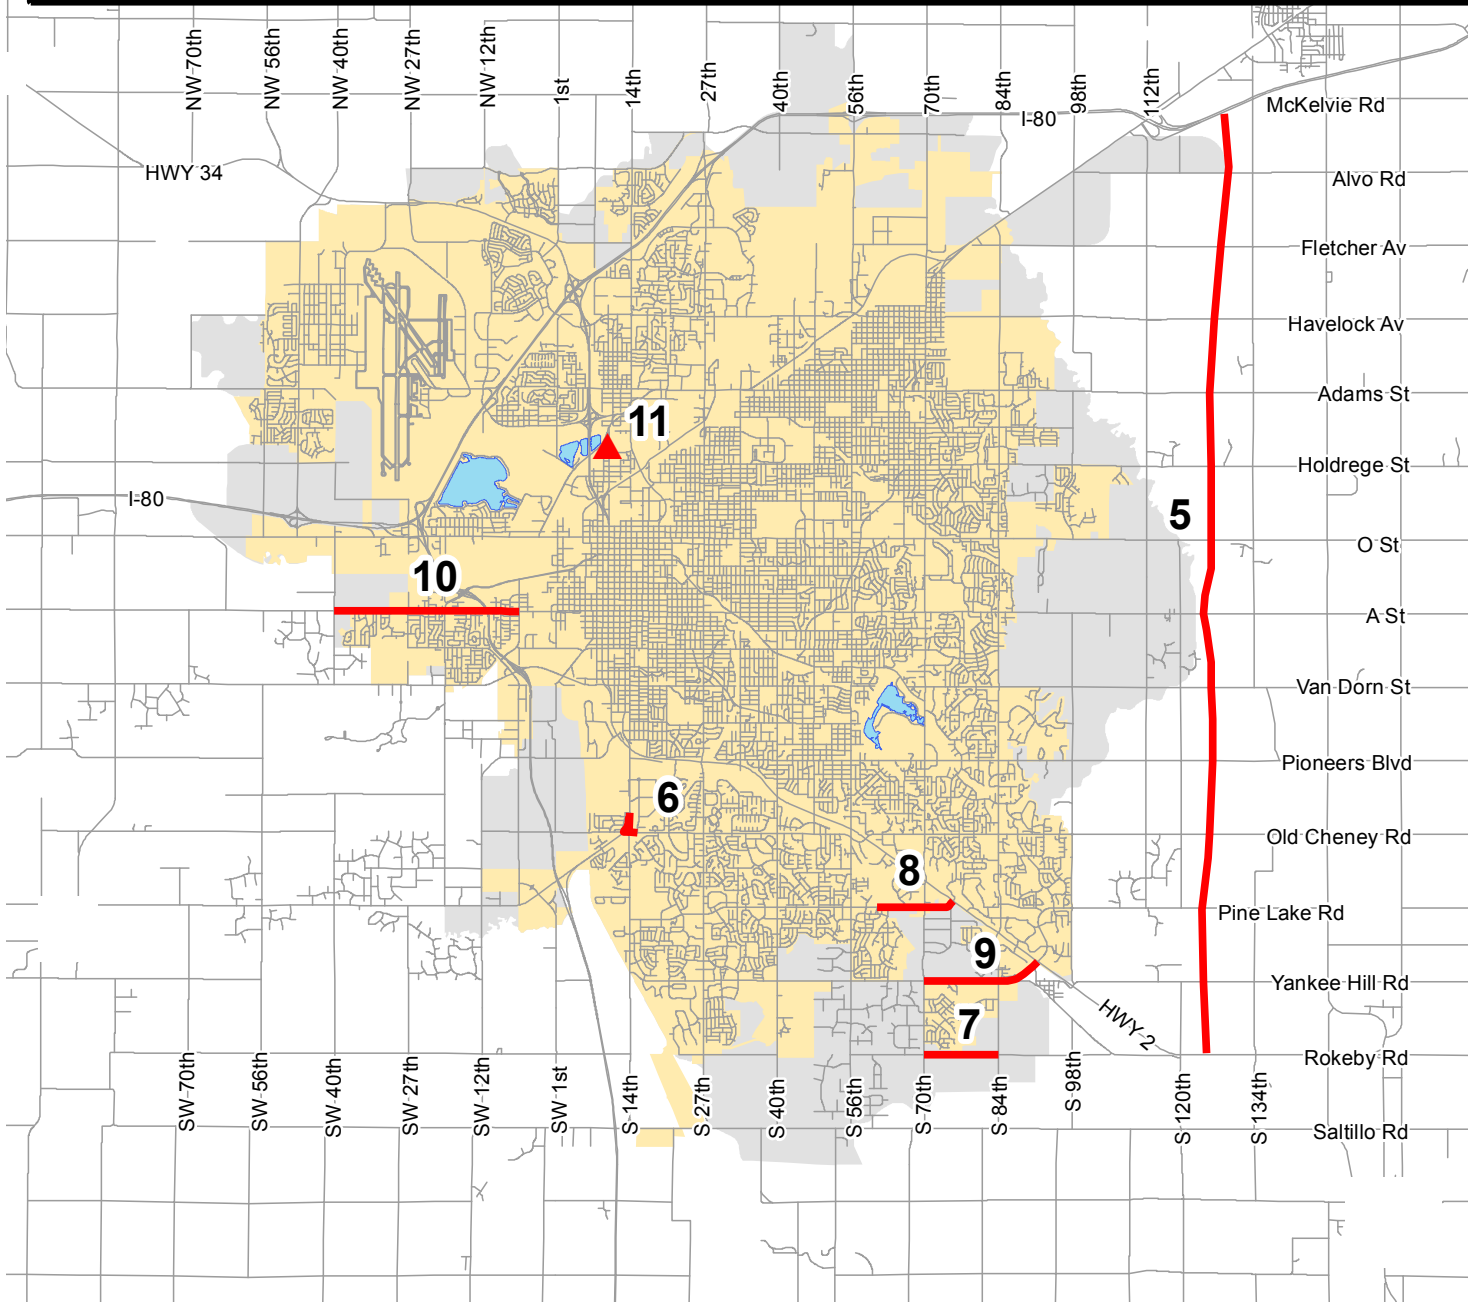 NW 70th
NW 56th
NW 40th
NW 27th
NW 12th
1st
14th
27th
40th
56th
70th
84th
98th
112th
McKelvie Rd
I-80
HWY 34
Alvo Rd
Fletcher Av
Havelock Av
Adams St
11
Holdrege St
I-80
5
O St
10
A St
Van Dorn St
Pioneers Blvd
6
Old Cheney Rd
8
Pine Lake Rd
9
Yankee Hill Rd
7
HWY 2
Rokeby Rd
SW 70th
SW 56th
SW 40th
SW 27th
SW 12th
SW 1st
S 14th
S 27th
S 40th
S 56th
S 70th
S 84th
S 98th
S 120th
S 134th
Saltillo Rd